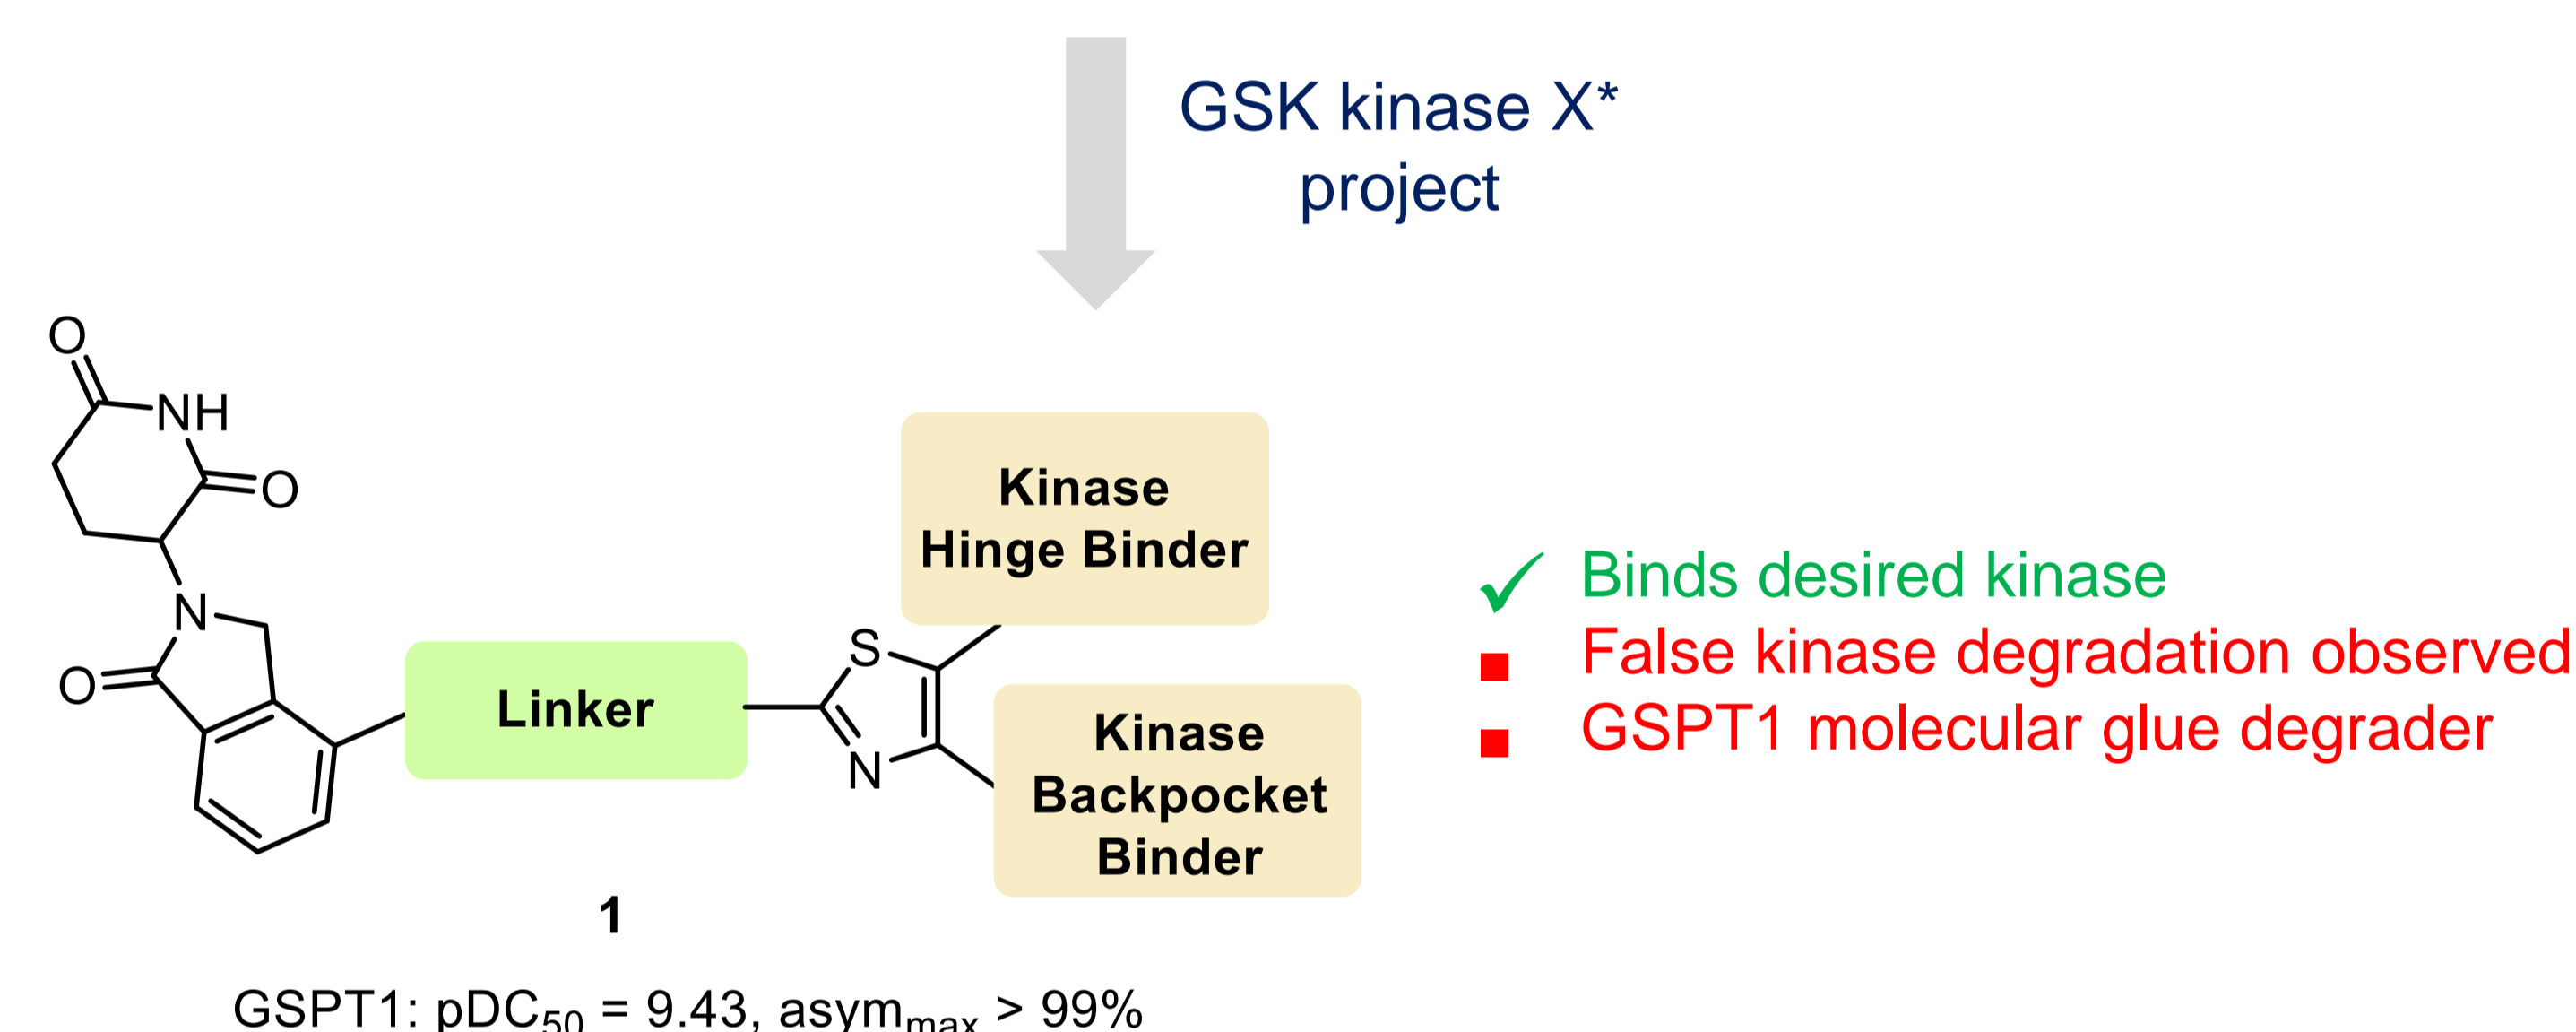 GSK kinase X*
project
O
NH
O
N
O
Linker
S
N
Kinase
Hinge Binder
Kinase
Backpocket
Binder
✓ Binds desired kinase
■ False kinase degradation observed
■ GSPT1 molecular glue degrader
1
GSPT1: pDC₅₀ = 9.43, asymₘₐₓ > 99%